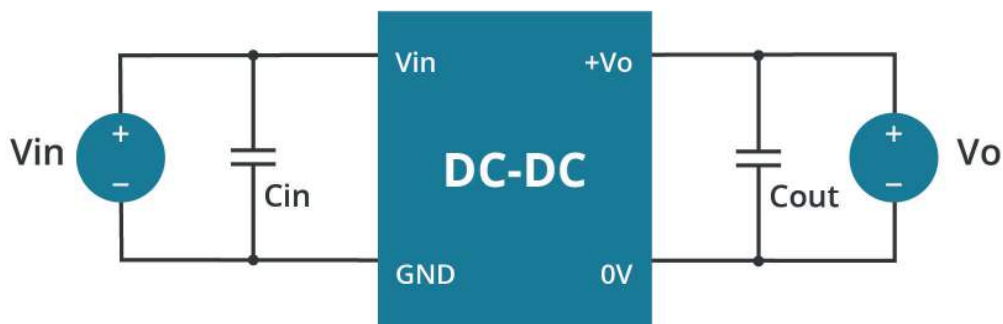 Vin
+Vo
+
+
Vin
DC-DC
Vo
−
−
Cin
Cout
GND
0V